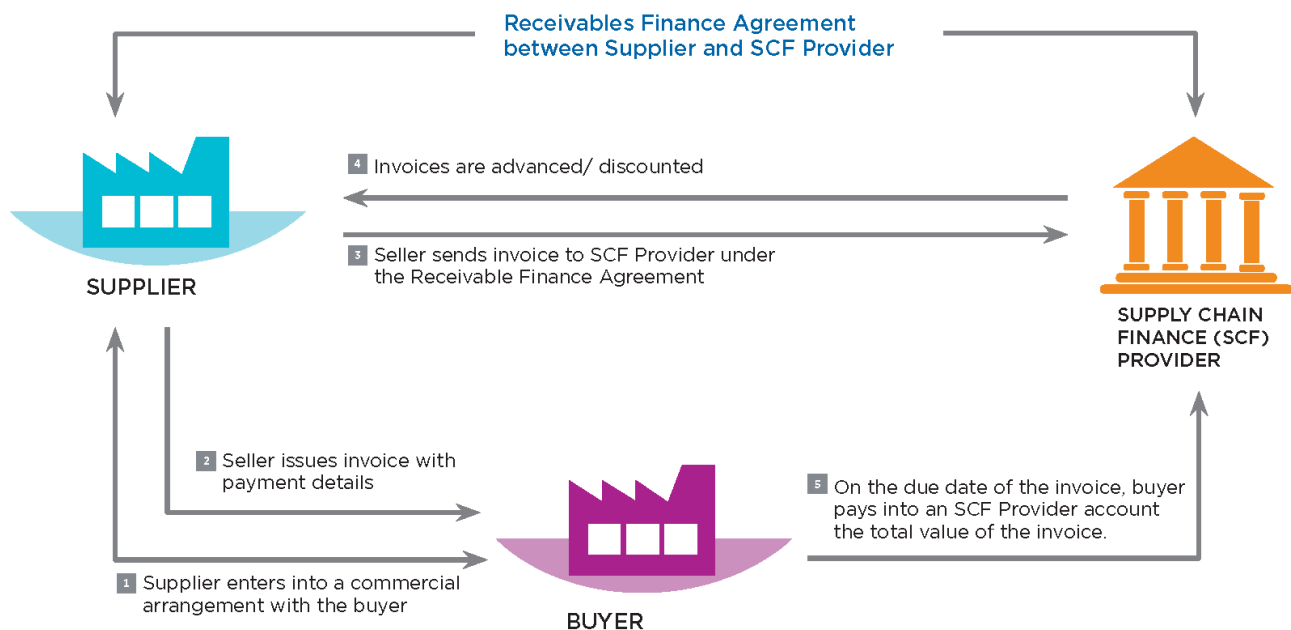 Receivables Finance Agreement
between Supplier and SCF Provider
4 Invoices are advanced/ discounted
3 Seller sends invoice to SCF Provider under
the Receivable Finance Agreement
SUPPLIER
SUPPLY CHAIN
FINANCE (SCF)
PROVIDER
2 Seller issues invoice with
payment details
5 On the due date of the invoice, buyer
pays into an SCF Provider account
the total value of the invoice.
1 Supplier enters into a commercial
arrangement with the buyer
BUYER